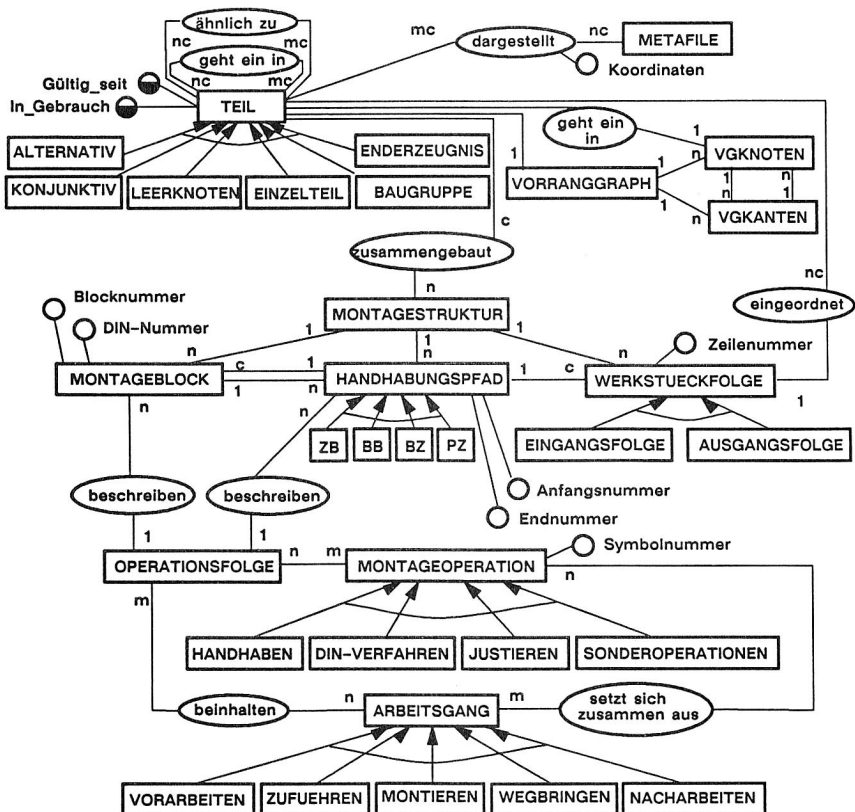 ähnlich zu
nc
mc
geht ein in
nc
mc
mc
dargestellt
nc
METAFILE
Koordinaten
Gültig_seit
In_Gebrauch
TEIL
ALTERNATIV
ENDERZEUGNIS
KONJUNKTIV
LEERKNOTEN
EINZELTEIL
BAUGRUPPE
geht ein
in
1
1
VORRANGGRAPH
1
n
VGKNOTEN
1
n
n
1
1
n
VGKANTEN
c
zusammengebaut
n
nc
eingeordnet
Blocknummer
DIN-Nummer
MONTAGESTRUKTUR
1
1
1
n
n
n
Zeilenummer
MONTAGEBLOCK
c
1
1
n
HANDHABUNGSPFAD
1
c
WERKSTUECKFOLGE
1
n
n
ZB
BB
BZ
PZ
EINGANGSFOLGE
AUSGANGSFOLGE
beschreiben
beschreiben
Anfangsnummer
Endnummer
1
1
OPERATIONSFOLGE
n
m
MONTAGEOPERATION
Symbolnummer
n
m
HANDHABEN
DIN-VERFAHREN
JUSTIEREN
SONDEROPERATIONEN
beinhalten
n
ARBEITSGANG
m
setzt sich
zusammen aus
VORARBEITEN
ZUFUEHREN
MONTIEREN
WEGBRINGEN
NACHARBEITEN